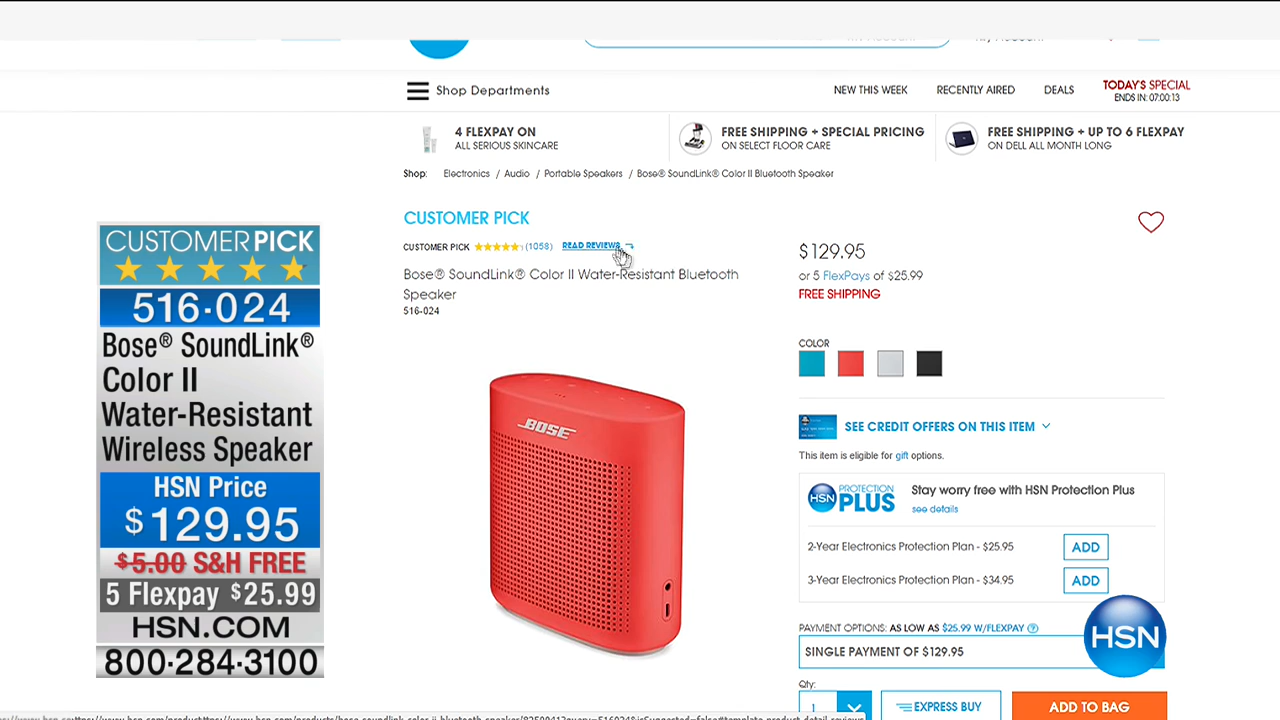 Shop Departments
NEW THIS WEEK
RECENTLY AIRED
DEALS
TODAY'S SPECIAL
ENDS IN: 07:00:13
4 FLEXPAY ON
ALL SERIOUS SKINCARE
FREE SHIPPING + SPECIAL PRICING
ON SELECT FLOOR CARE
FREE SHIPPING + UP TO 6 FLEXPAY
ON DELL ALL MONTH LONG
Shop: Electronics / Audio / Portable Speakers / Bose® SoundLink® Color II Bluetooth Speaker
CUSTOMER PICK
CUSTOMER PICK (1058) READ REVIEWS
Bose® SoundLink® Color II Water-Resistant Bluetooth
Speaker
516-024
BOSE
$129.95
or 5 FlexPays of $25.99
FREE SHIPPING
COLOR
SEE CREDIT OFFERS ON THIS ITEM
This item is eligible for gift options.
HSN PROTECTION PLUS
Stay worry free with HSN Protection Plus
see details
2-Year Electronics Protection Plan - $25.95 ADD
3-Year Electronics Protection Plan - $34.95 ADD
PAYMENT OPTIONS: AS LOW AS $25.99 W/FLEXPAY ?
SINGLE PAYMENT OF $129.95
Qty:
1
EXPRESS BUY
ADD TO BAG
HSN
CUSTOMER PICK
516-024
Bose® SoundLink®
Color II
Water-Resistant
Wireless Speaker
HSN Price
$129.95
$5.00 S&H FREE
5 Flexpay $25.99
HSN.COM
800-284-3100